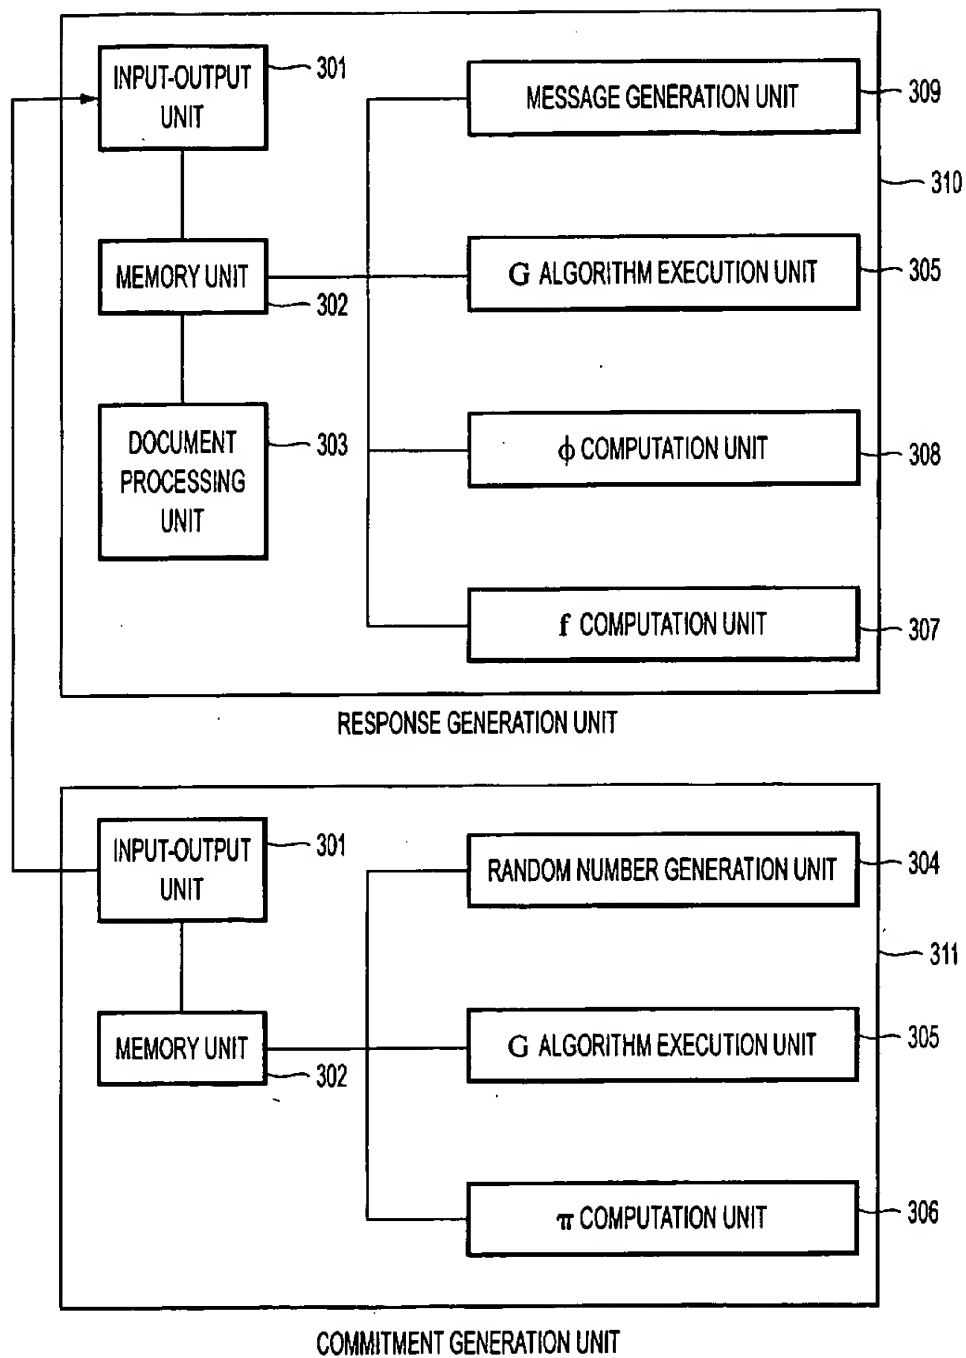 INPUT-OUTPUT
UNIT
301
MESSAGE GENERATION UNIT
309
310
MEMORY UNIT
302
G ALGORITHM EXECUTION UNIT
305
DOCUMENT
PROCESSING
UNIT
303
ϕ COMPUTATION UNIT
308
f COMPUTATION UNIT
307
RESPONSE GENERATION UNIT
INPUT-OUTPUT
UNIT
301
RANDOM NUMBER GENERATION UNIT
304
311
MEMORY UNIT
302
G ALGORITHM EXECUTION UNIT
305
π COMPUTATION UNIT
306
COMMITMENT GENERATION UNIT